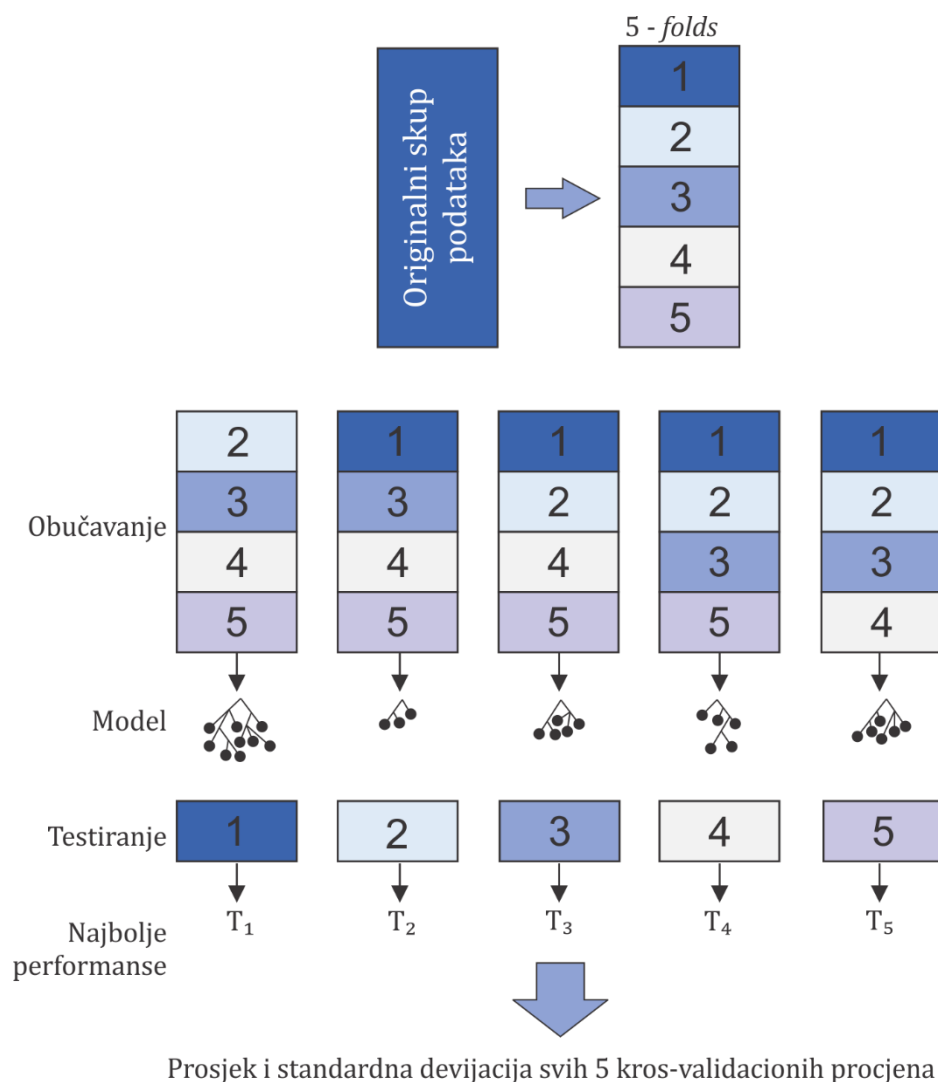 5 - folds
Originalni skup
podataka
1
2
3
4
5
Obučavanje
2
3
4
5
1
3
4
5
1
2
4
5
1
2
3
5
1
2
3
4
Model
Testiranje
1
2
3
4
5
Najbolje
performanse
T₁
T₂
T₃
T₄
T₅
Prosjek i standardna devijacija svih 5 kros-validacionih procjena